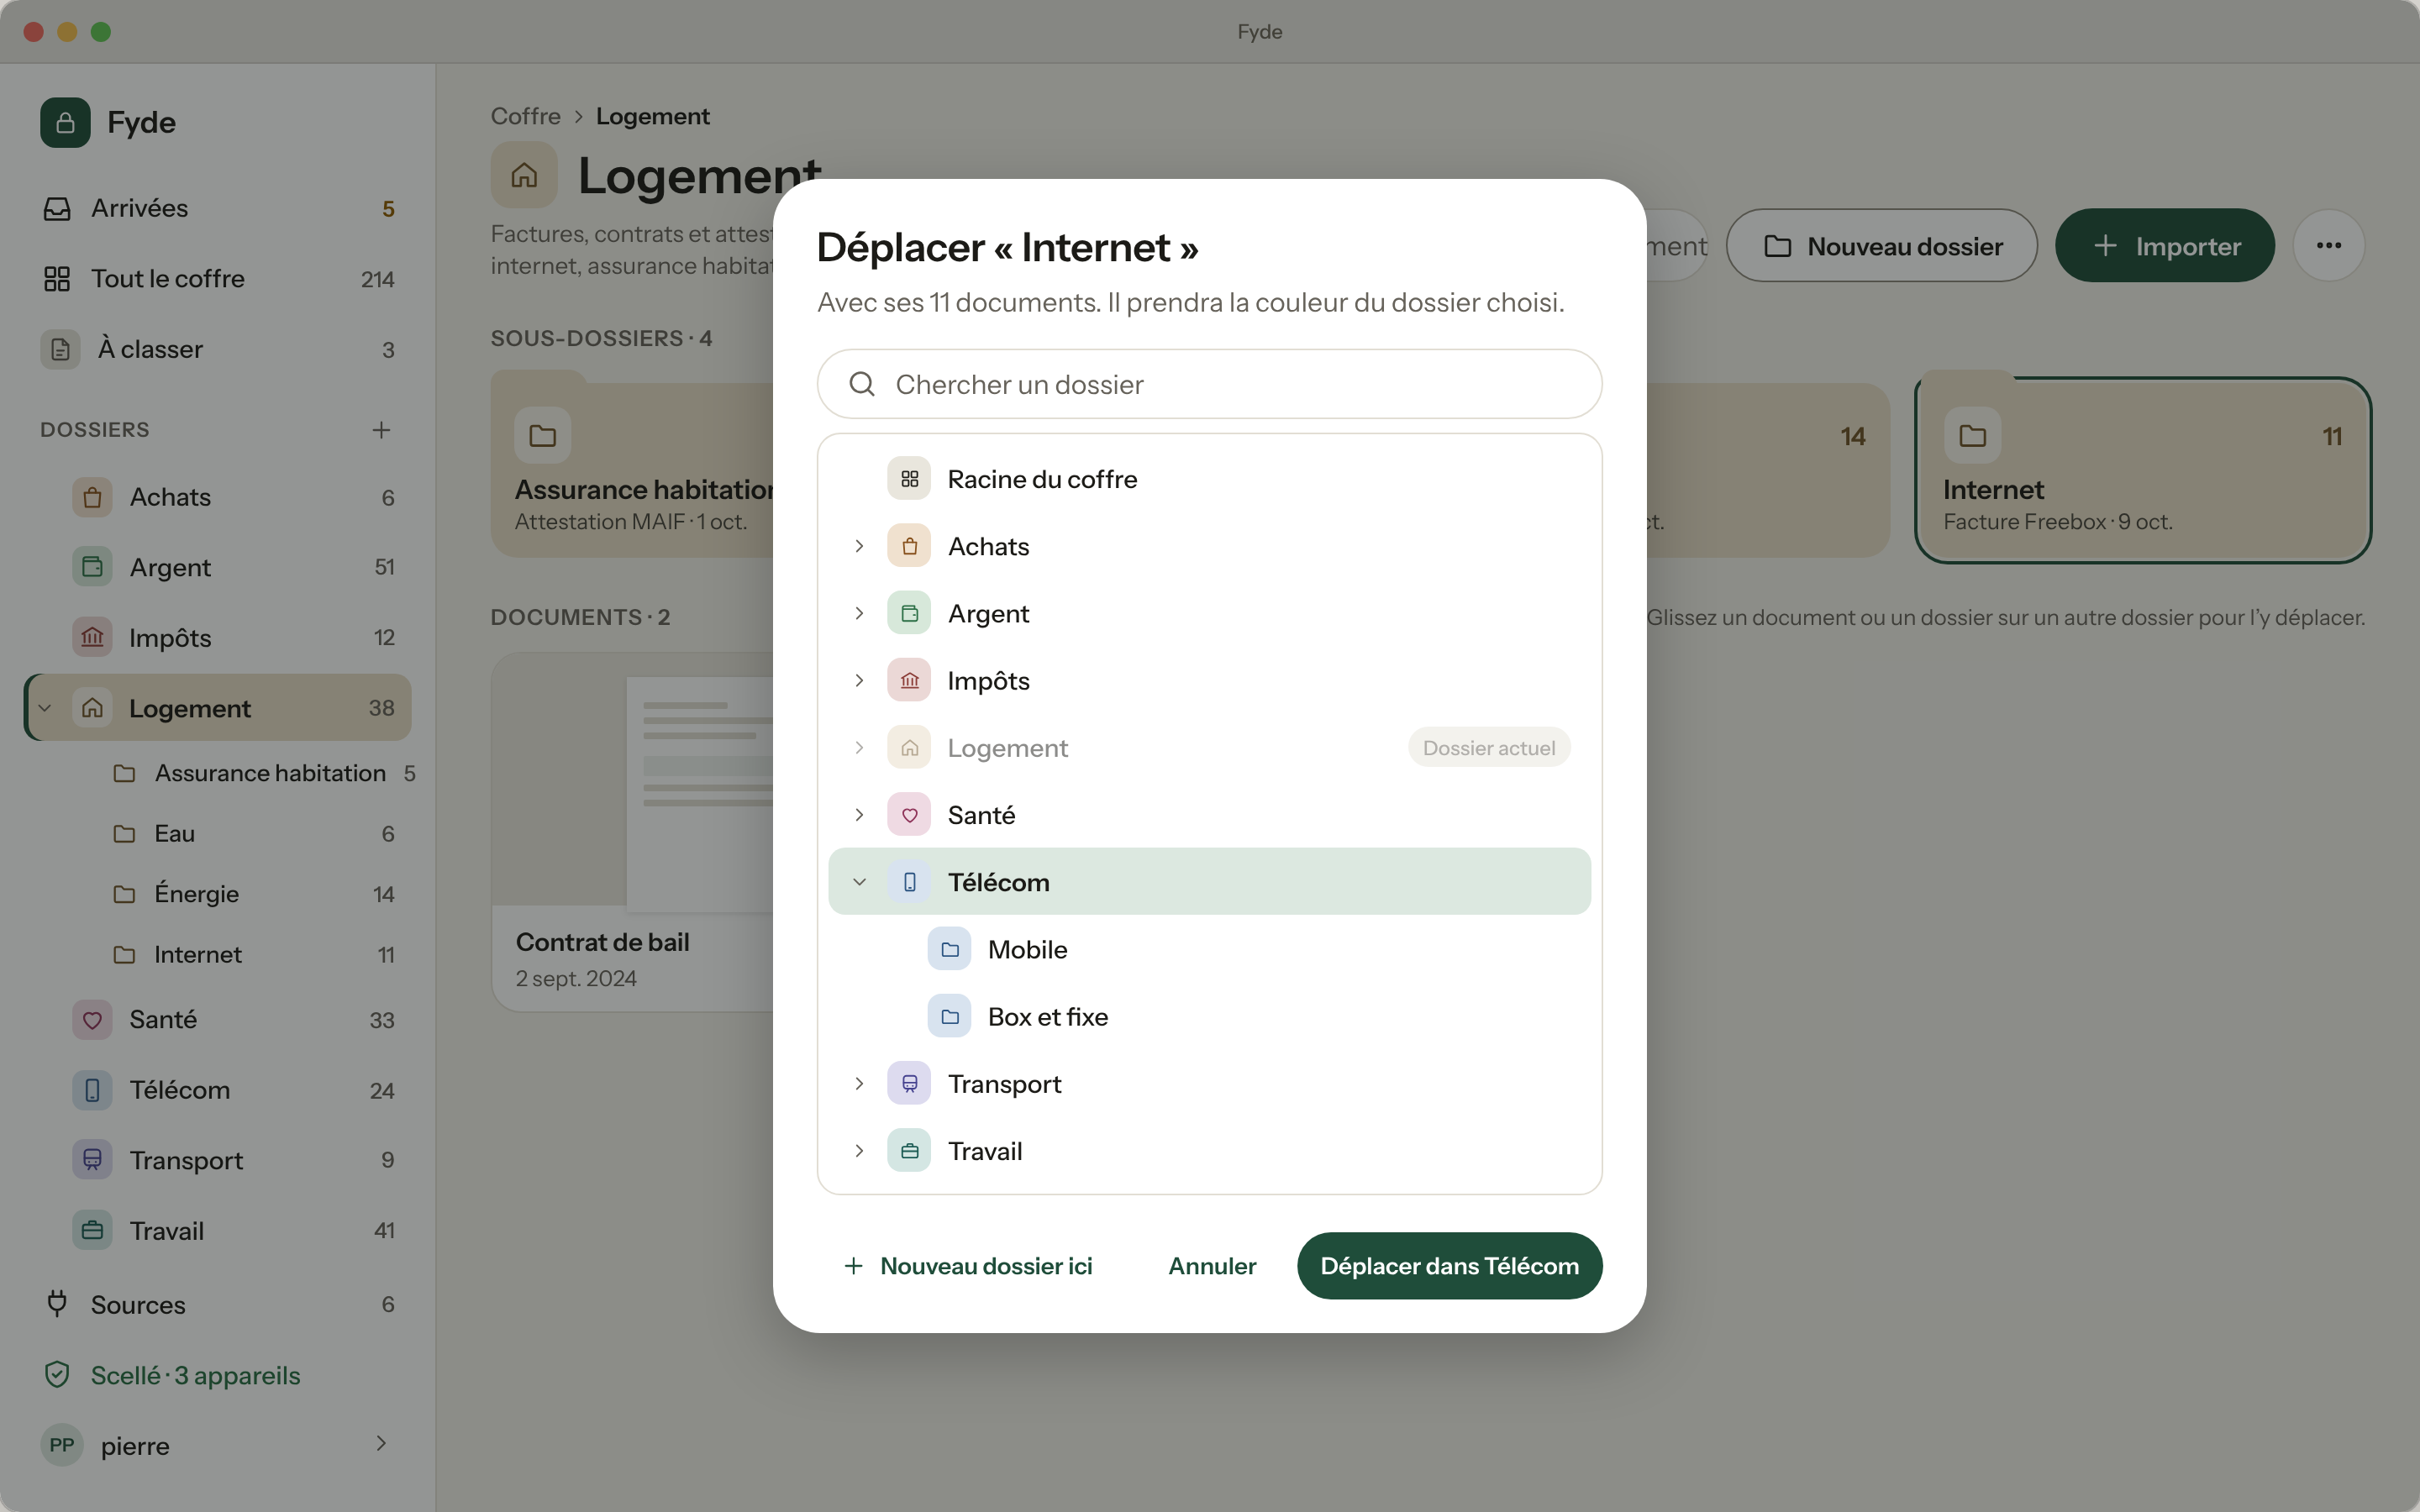 Fyde
Fyde
Arrivées 5
Tout le coffre 214
À classer 3
DOSSIERS
Achats 6
Argent 51
Impôts 12
Logement 38
Assurance habitation 5
Eau 6
Énergie 14
Internet 11
Santé 33
Télécom 24
Transport 9
Travail 41
Sources 6
Scellé · 3 appareils
PP pierre
Coffre > Logement
Logement
Factures, contrats et
internet, assurance
Nouveau dossier
Importer
SOUS-DOSSIERS · 4
Assurance habitation
Attestation MAIF · 1 oct.
14
11
Internet
Facture Freebox · 9 oct.
DOCUMENTS · 2
Glissez un document ou un dossier sur un autre dossier pour l’y déplacer.
Contrat de bail
2 sept. 2024
Déplacer « Internet »
Avec ses 11 documents. Il prendra la couleur du dossier choisi.
Chercher un dossier
Racine du coffre
Achats
Argent
Impôts
Logement Dossier actuel
Santé
Télécom
Mobile
Box et fixe
Transport
Travail
Nouveau dossier ici
Annuler
Déplacer dans Télécom